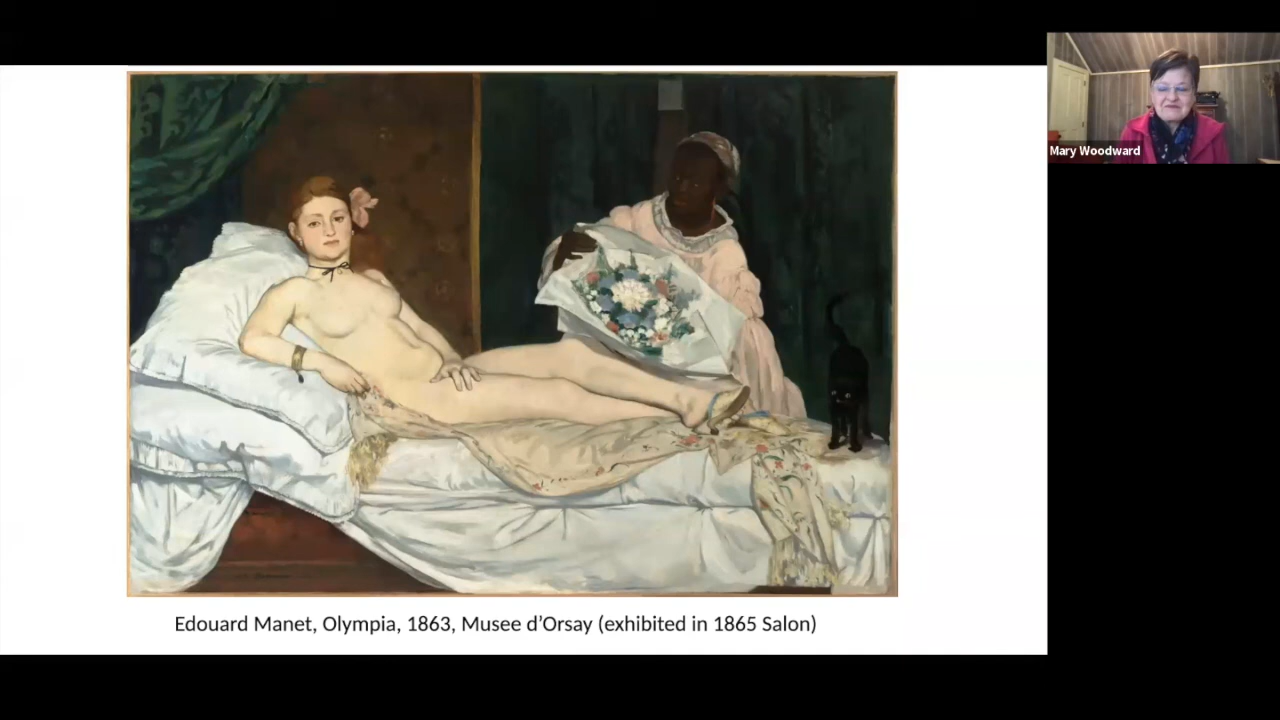 Mary Woodward
Edouard Manet, Olympia, 1863, Musee d’Orsay (exhibited in 1865 Salon)